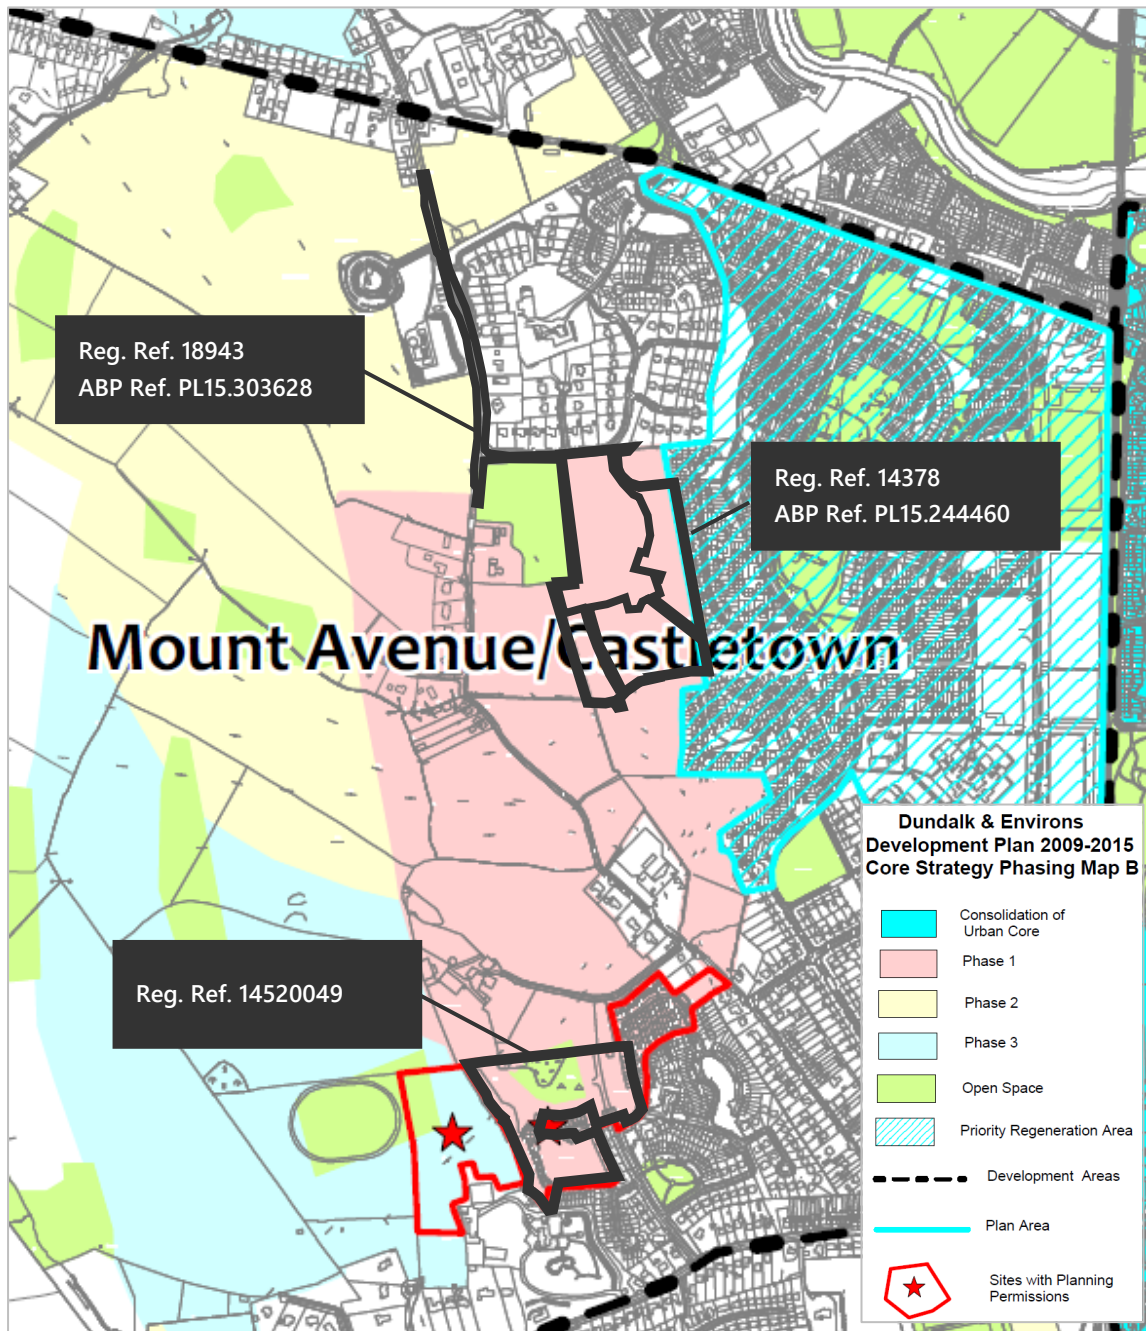 Reg. Ref. 18943
ABP Ref. PL15.303628
Reg. Ref. 14378
ABP Ref. PL15.244460
Mount Avenue/Castletown
Reg. Ref. 14520049
Dundalk & Environs
Development Plan 2009-2015
Core Strategy Phasing Map B
Consolidation of
Urban Core
Phase 1
Phase 2
Phase 3
Open Space
Priority Regeneration Area
Development Areas
Plan Area
Sites with Planning
Permissions